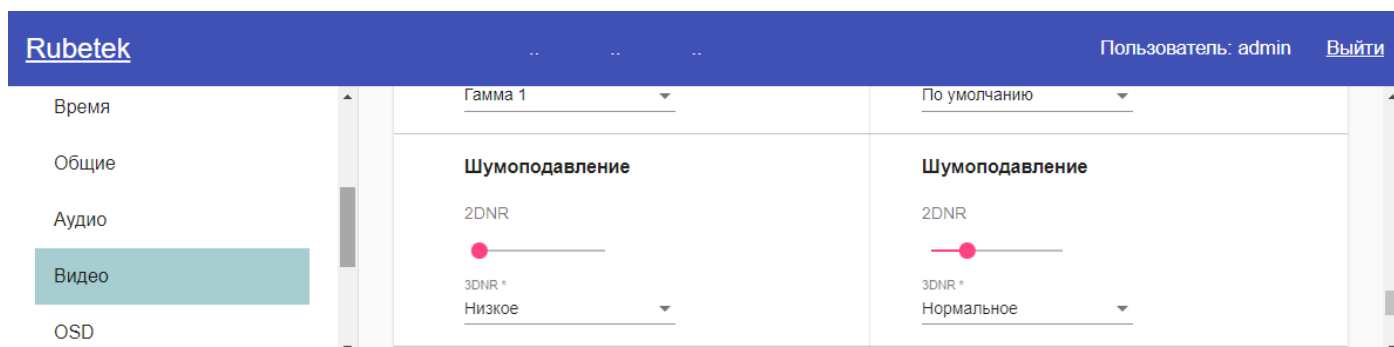 Rubetek
.. .. ..
Пользователь: admin
Выйти
Время
Общие
Аудио
Видео
OSD
Гамма 1
По умолчанию
Шумоподавление
Шумоподавление
2DNR
2DNR
3DNR *
3DNR *
Низкое
Нормальное